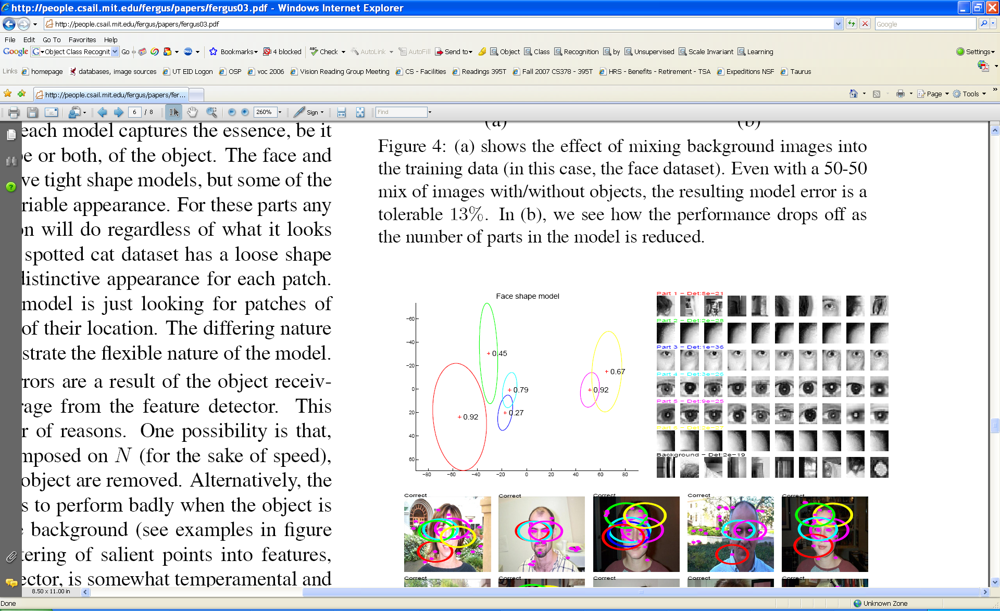 http://people.csail.mit.edu/fergus/papers/fergus03.pdf - Windows Internet Explorer
http://people.csail.mit.edu/fergus/papers/fergus03.pdf
Google
File Edit Go To Favorites Help
Google G Object Class Recognit Go Bookmarks 4 blocked ABC Check AutoLink AutoFill Send to Object Class Recognition by Unsupervised Scale Invariant Learning Settings
Links homepage databases, image sources UT EID Logon OSP voc 2006 Vision Reading Group Meeting CS - Facilities Readings 395T Fall 2007 CS378 - 395T HRS - Benefits - Retirement - TSA Expeditions NSF Taurus
http://people.csail.mit.edu/fergus/papers/fer... Page Tools
6 / 8 260% Sign Find
each model captures the essence, be it
e or both, of the object. The face and
ve tight shape models, but some of the
riable appearance. For these parts any
on will do regardless of what it looks
spotted cat dataset has a loose shape
distinctive appearance for each patch.
model is just looking for patches of
of their location. The differing nature
strate the flexible nature of the model.
rrors are a result of the object receiv-
rage from the feature detector. This
r of reasons. One possibility is that,
mposed on N (for the sake of speed),
object are removed. Alternatively, the
s to perform badly when the object is
e background (see examples in figure
tering of salient points into features,
ector, is somewhat temperamental and
(a) (b)
Figure 4: (a) shows the effect of mixing background images into
the training data (in this case, the face dataset). Even with a 50-50
mix of images with/without objects, the resulting model error is a
tolerable 13%. In (b), we see how the performance drops off as
the number of parts in the model is reduced.
Face shape model
−60
−40
−20
0
20
40
60
−80 −60 −40 −20 0 20 40 60 80
0.45
0.67
0.79
0.92
0.27
0.92
Part 1 − Det:5e−21
Part 2 − Det:2e−28
Part 3 − Det:1e−36
Part 4 − Det:3e−26
Part 5 − Det:9e−25
Part 6 − Det:2e−27
Background − Det:2e−19
Correct Correct Correct Correct Correct
Correct Correct Correct Correct Correct
8.50 x 11.00 in
Done Unknown Zone